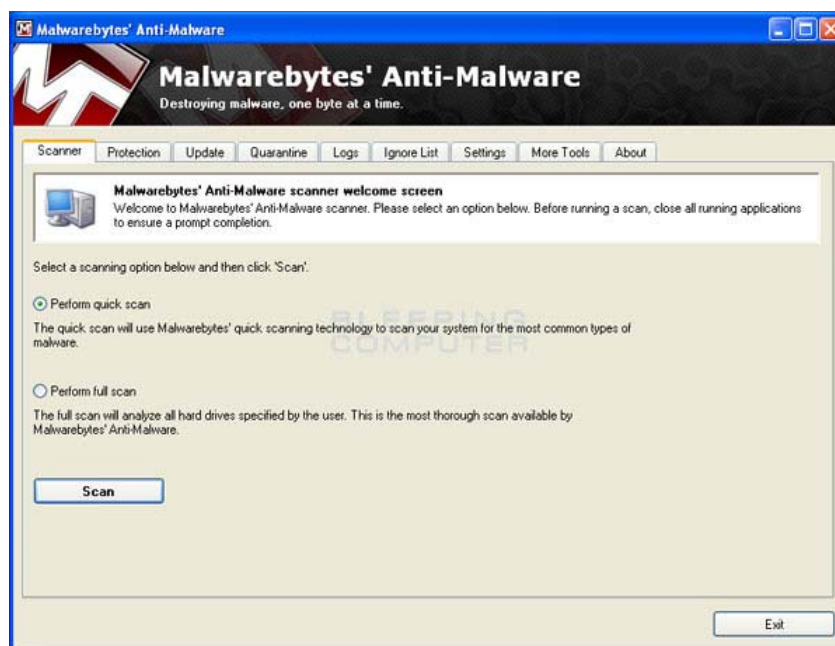 Malwarebytes' Anti-Malware
Malwarebytes' Anti-Malware
Destroying malware, one byte at a time.
Scanner Protection Update Quarantine Logs Ignore List Settings More Tools About
Malwarebytes' Anti-Malware scanner welcome screen
Welcome to Malwarebytes' Anti-Malware scanner. Please select an option below. Before running a scan, close all running applications
to ensure a prompt completion.
Select a scanning option below and then click 'Scan'.
Perform quick scan
The quick scan will use Malwarebytes' quick scanning technology to scan your system for the most common types of
malware.
BLEEPING
COMPUTER
Perform full scan
The full scan will analyze all hard drives specified by the user. This is the most thorough scan available by
Malwarebytes' Anti-Malware.
Scan
Exit